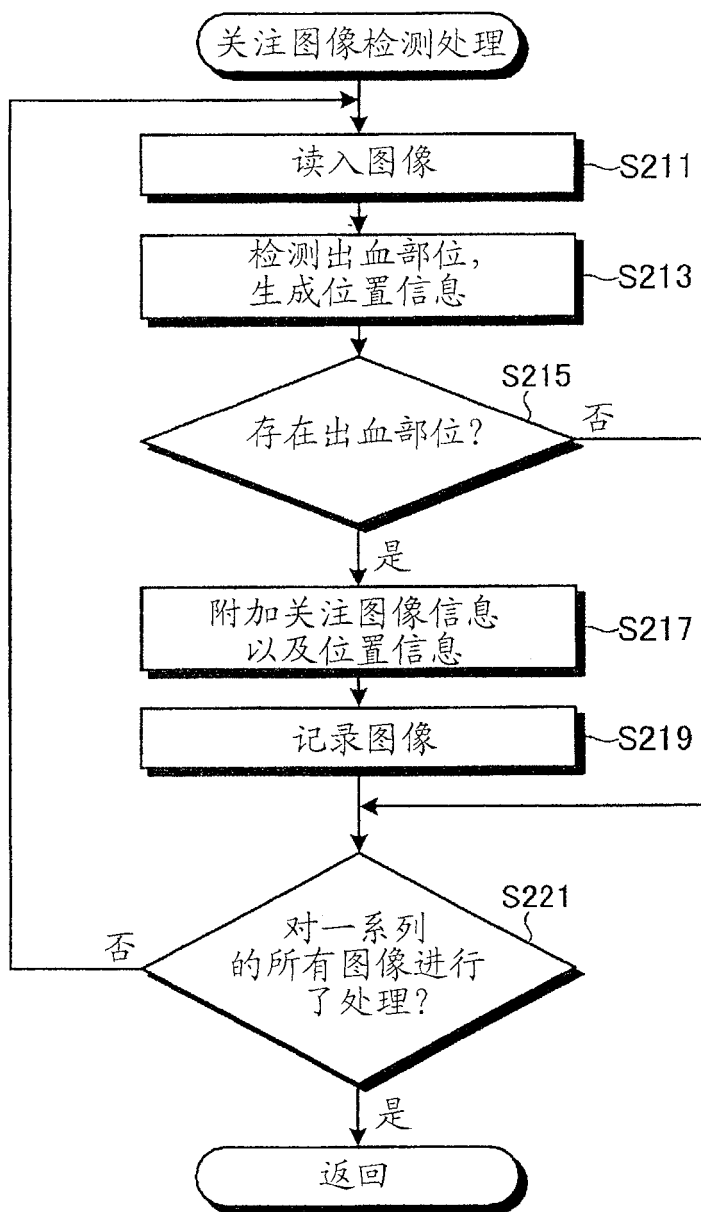 关注图像检测处理
读入图像
S211
检测出血部位,
生成位置信息
S213
S215
存在出血部位?
否
是
附加关注图像信息
以及位置信息
S217
记录图像
S219
S221
对一系列
的所有图像进行
了处理?
否
是
返回